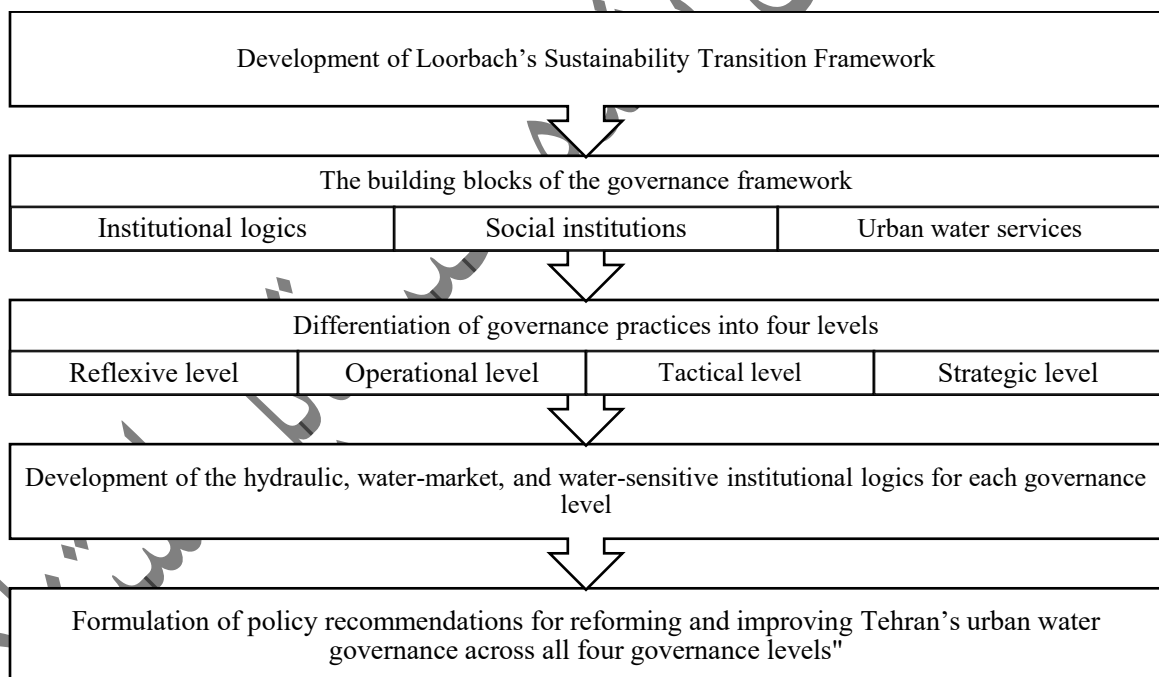 Development of Loorbach’s Sustainability Transition Framework
The building blocks of the governance framework
Institutional logics
Social institutions
Urban water services
Differentiation of governance practices into four levels
Reflexive level
Operational level
Tactical level
Strategic level
Development of the hydraulic, water-market, and water-sensitive institutional logics for each governance
level
Formulation of policy recommendations for reforming and improving Tehran’s urban water
governance across all four governance levels"